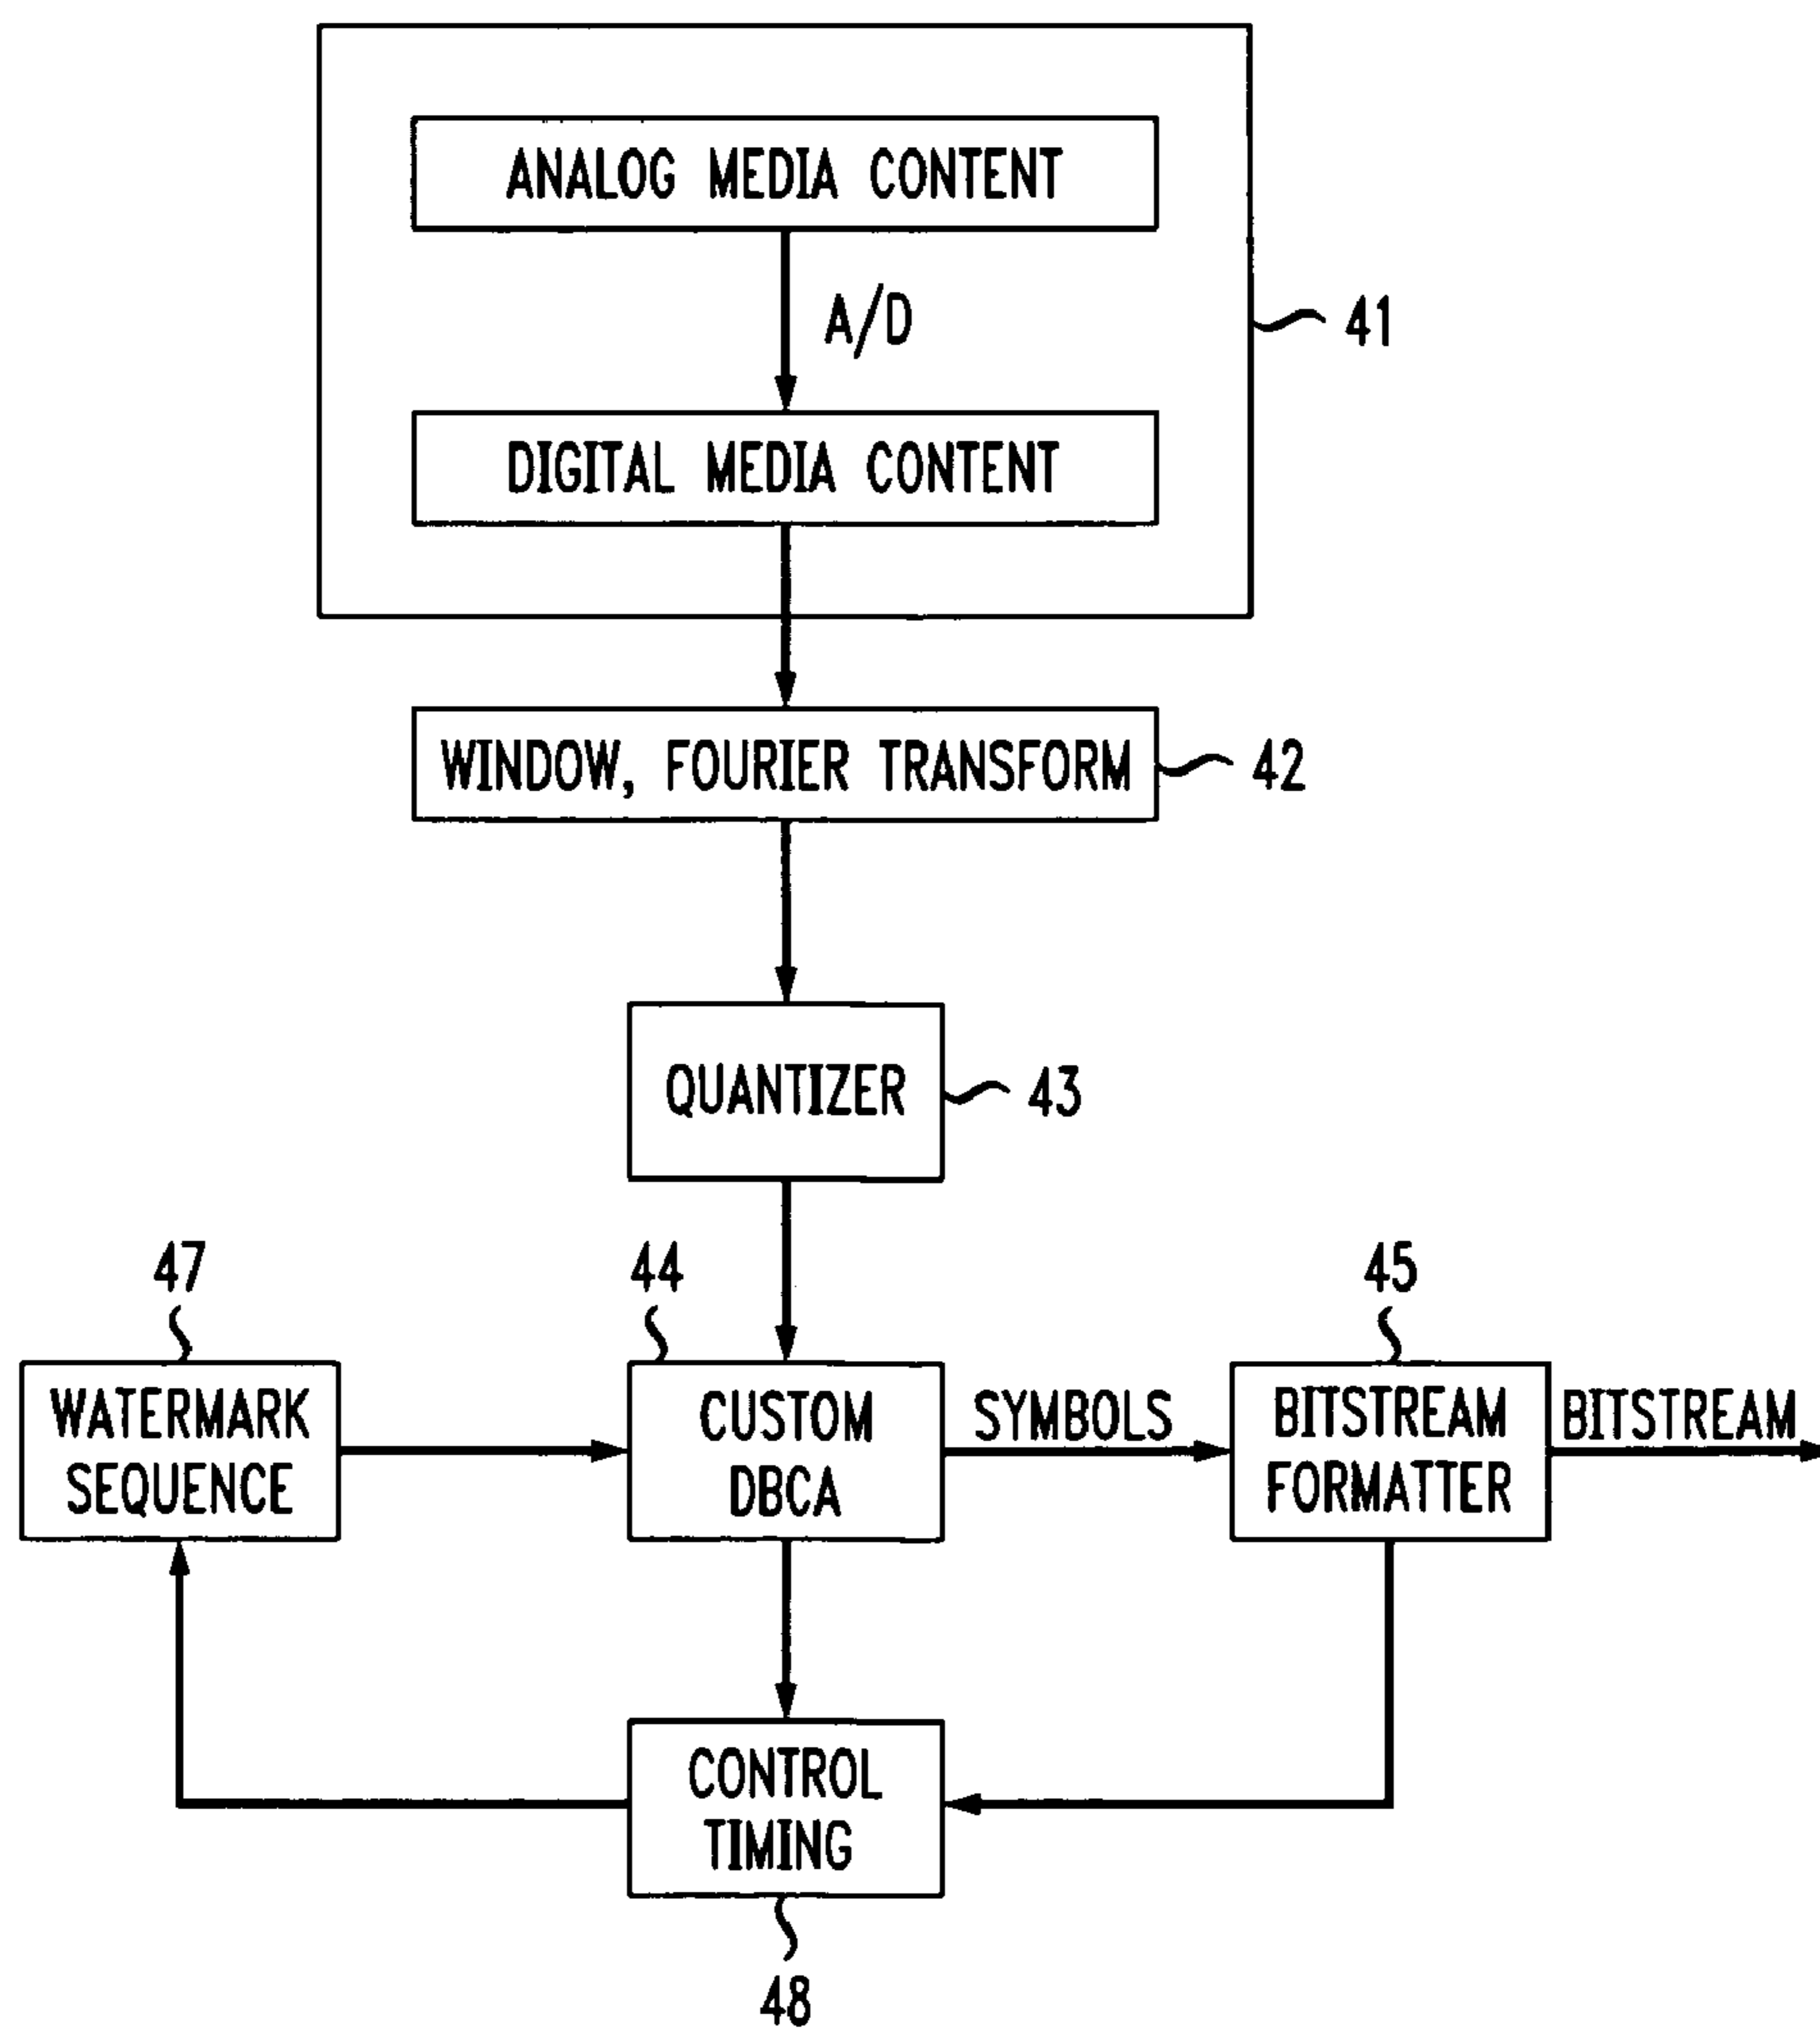 ANALOG MEDIA CONTENT
A/D
41
DIGITAL MEDIA CONTENT
WINDOW, FOURIER TRANSFORM
42
QUANTIZER
43
47
44
45
WATERMARK
SEQUENCE
CUSTOM
DBCA
SYMBOLS
BITSTREAM
FORMATTER
BITSTREAM
CONTROL
TIMING
48